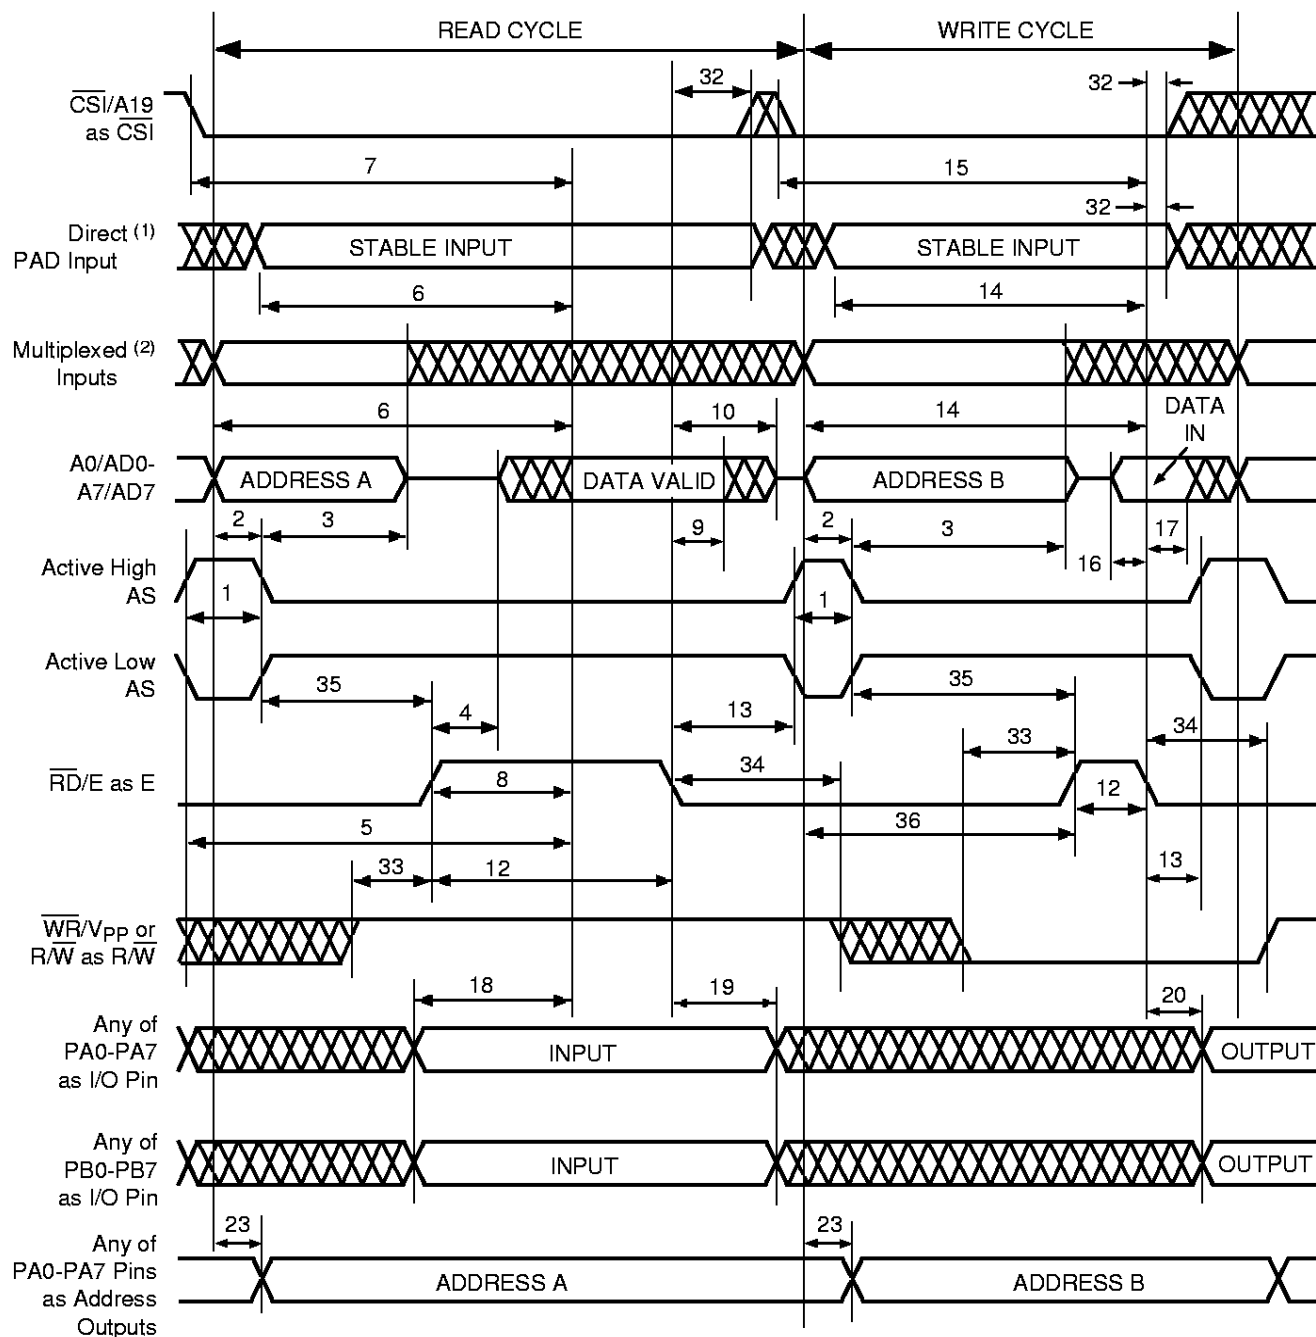 READ CYCLE
WRITE CYCLE
32
32
CSI/A19
as CSI
7
15
32
Direct (1)
PAD Input
STABLE INPUT
STABLE INPUT
6
14
Multiplexed (2)
Inputs
6
10
14
DATA
IN
A0/AD0-
A7/AD7
ADDRESS A
DATA VALID
ADDRESS B
2
3
9
2
3
16
17
Active High
AS
1
1
Active Low
AS
35
35
4
13
34
33
34
RD/E as E
8
12
36
5
33
12
13
WR/VPP or
R/W as R/W
18
19
20
Any of
PA0-PA7
as I/O Pin
INPUT
OUTPUT
Any of
PB0-PB7
as I/O Pin
INPUT
OUTPUT
23
23
Any of
PA0-PA7 Pins
as Address
Outputs
ADDRESS A
ADDRESS B